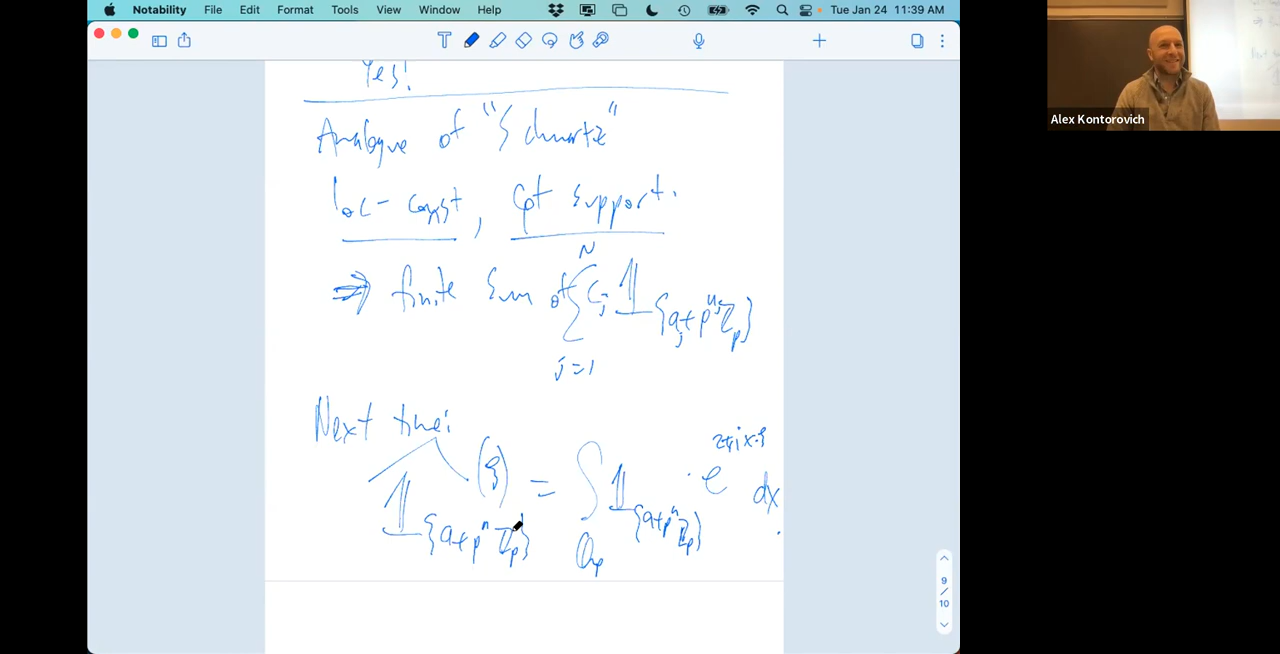 Notability File Edit Format Tools View Window Help Tue Jan 24 11:39 AM
Alex Kontorovich
Yes!
Analogue of "Schwartz"
loc-const, cpt support.
⇒ finite sum of ∑_{j=1}^{N} c_j 𝟙_{a_j+p^{n_j}ℤ_p}
Next time:
𝟙̂_{a+p^nℤ_p}(ξ) = ∫_{ℚ_p} 𝟙_{a+p^nℤ_p} · e^{2πix·ξ} dx.
9
/
10